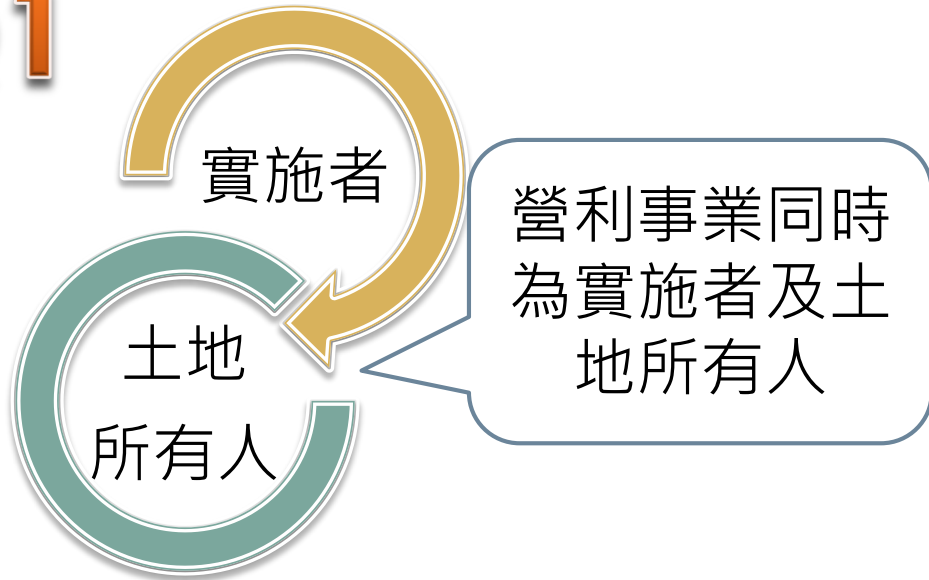 1
實施者
土地
所有人
營利事業同時
為實施者及土
地所有人